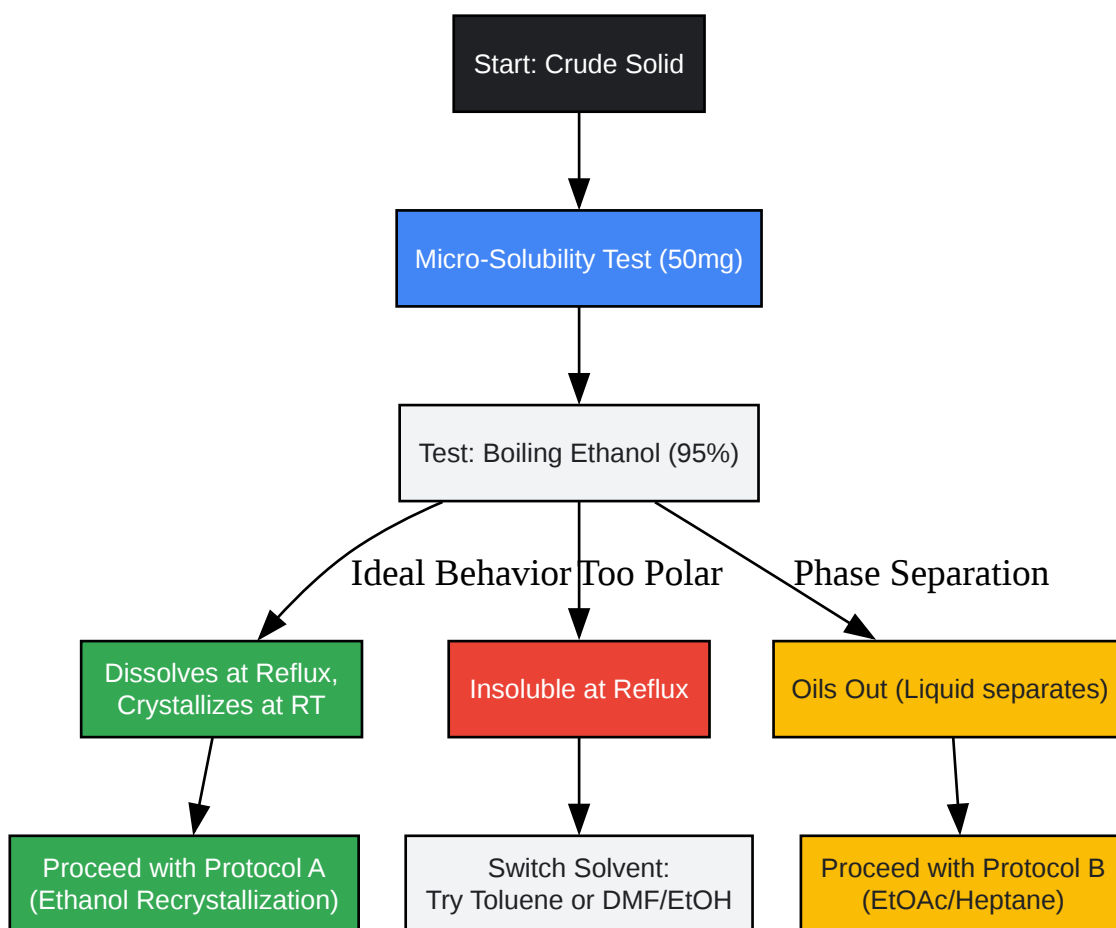 Start: Crude Solid
Micro-Solubility Test (50mg)
Test: Boiling Ethanol (95%)
Ideal Behavior
Too Polar
Phase Separation
Dissolves at Reflux,
Crystallizes at RT
Insoluble at Reflux
Oils Out (Liquid separates)
Proceed with Protocol A
(Ethanol Recrystallization)
Switch Solvent:
Try Toluene or DMF/EtOH
Proceed with Protocol B
(EtOAc/Heptane)